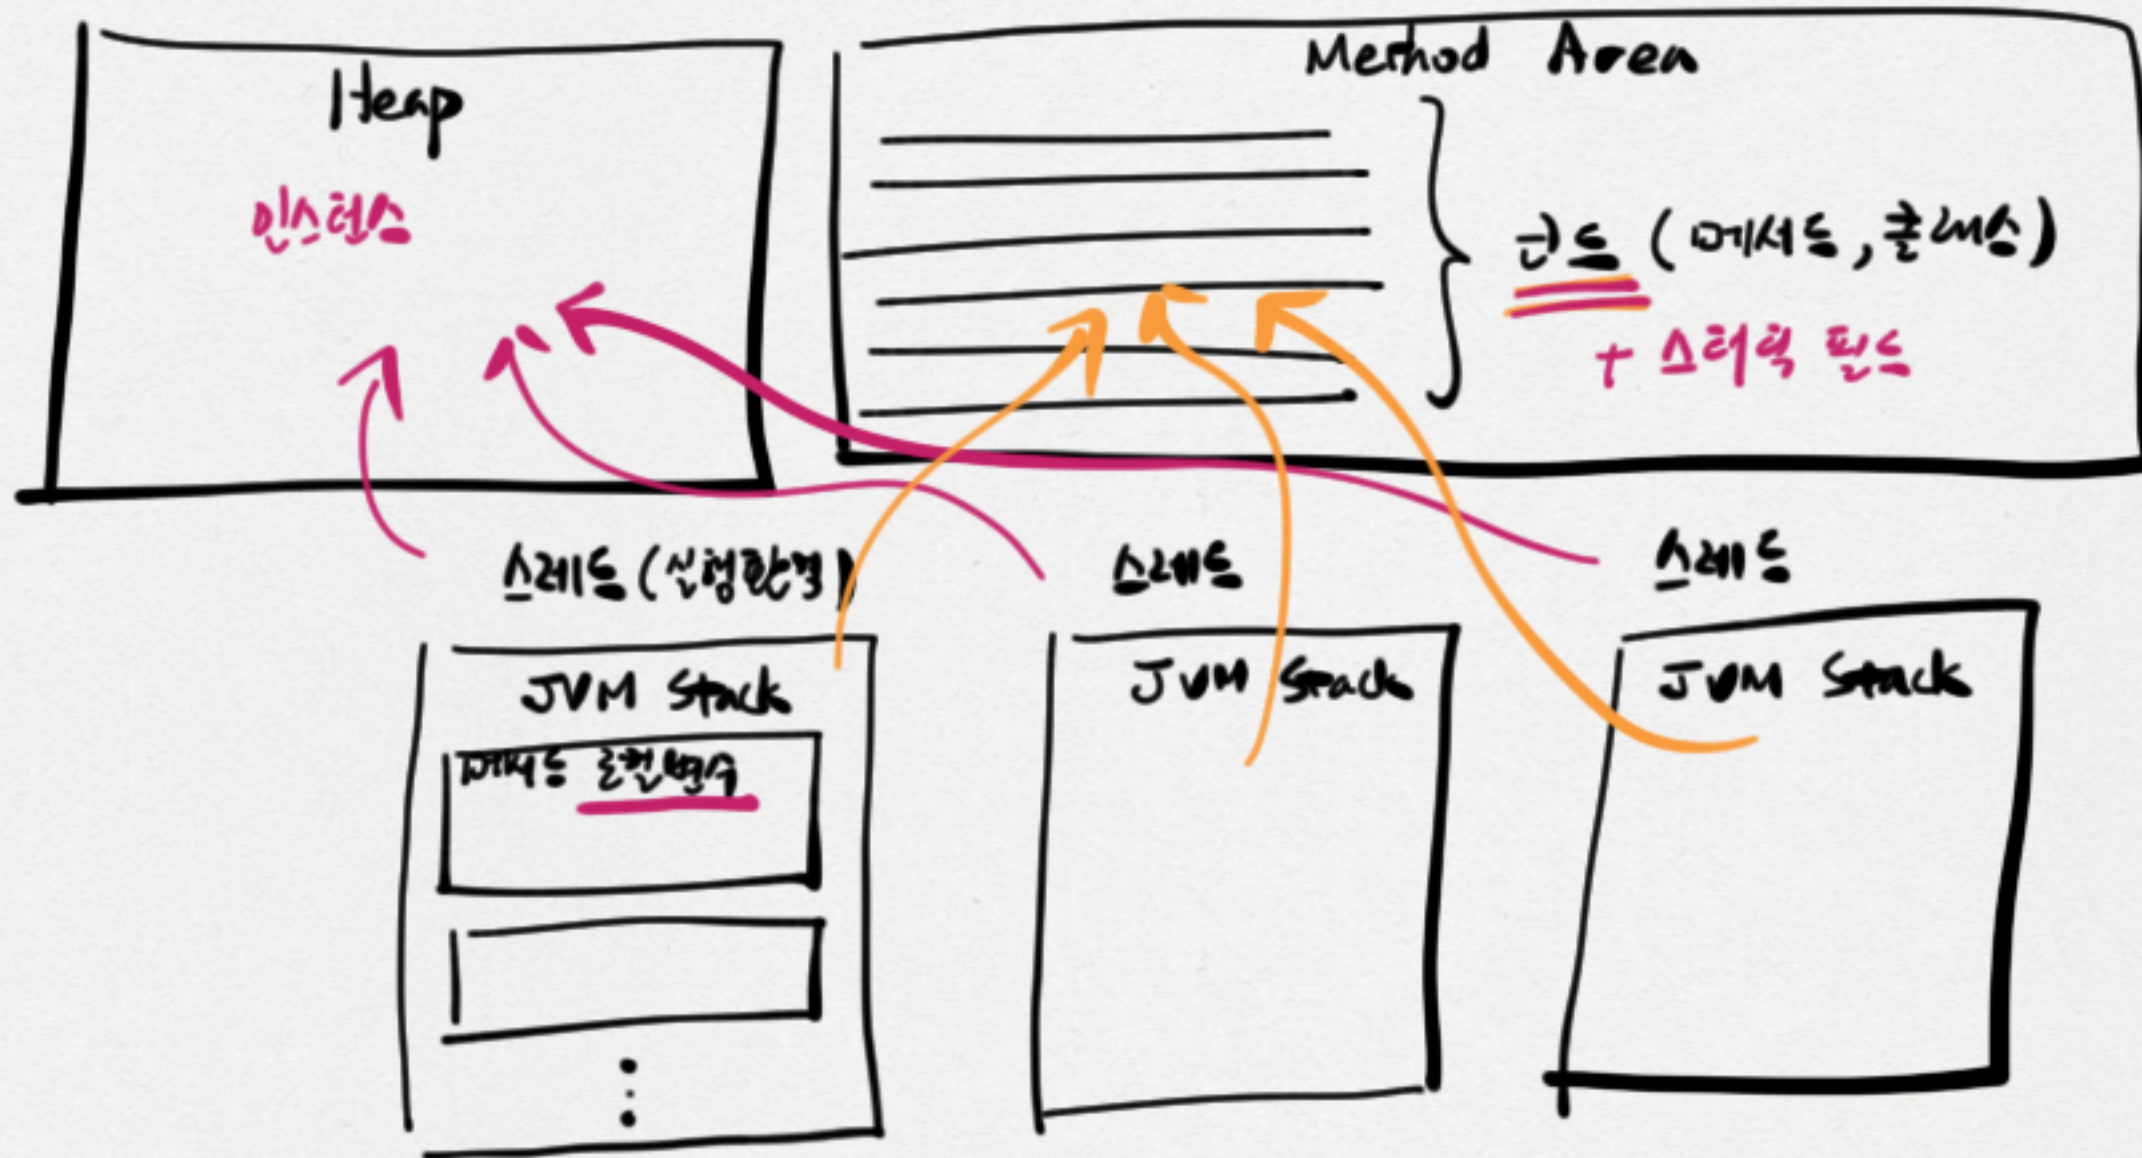 Heap
인스턴스
Method Area
코드 (메서드, 클래스)
+ 스태틱 필드
스레드 (실행환경)
JVM Stack
메서드 로컬변수
스레드
JVM Stack
스레드
JVM Stack